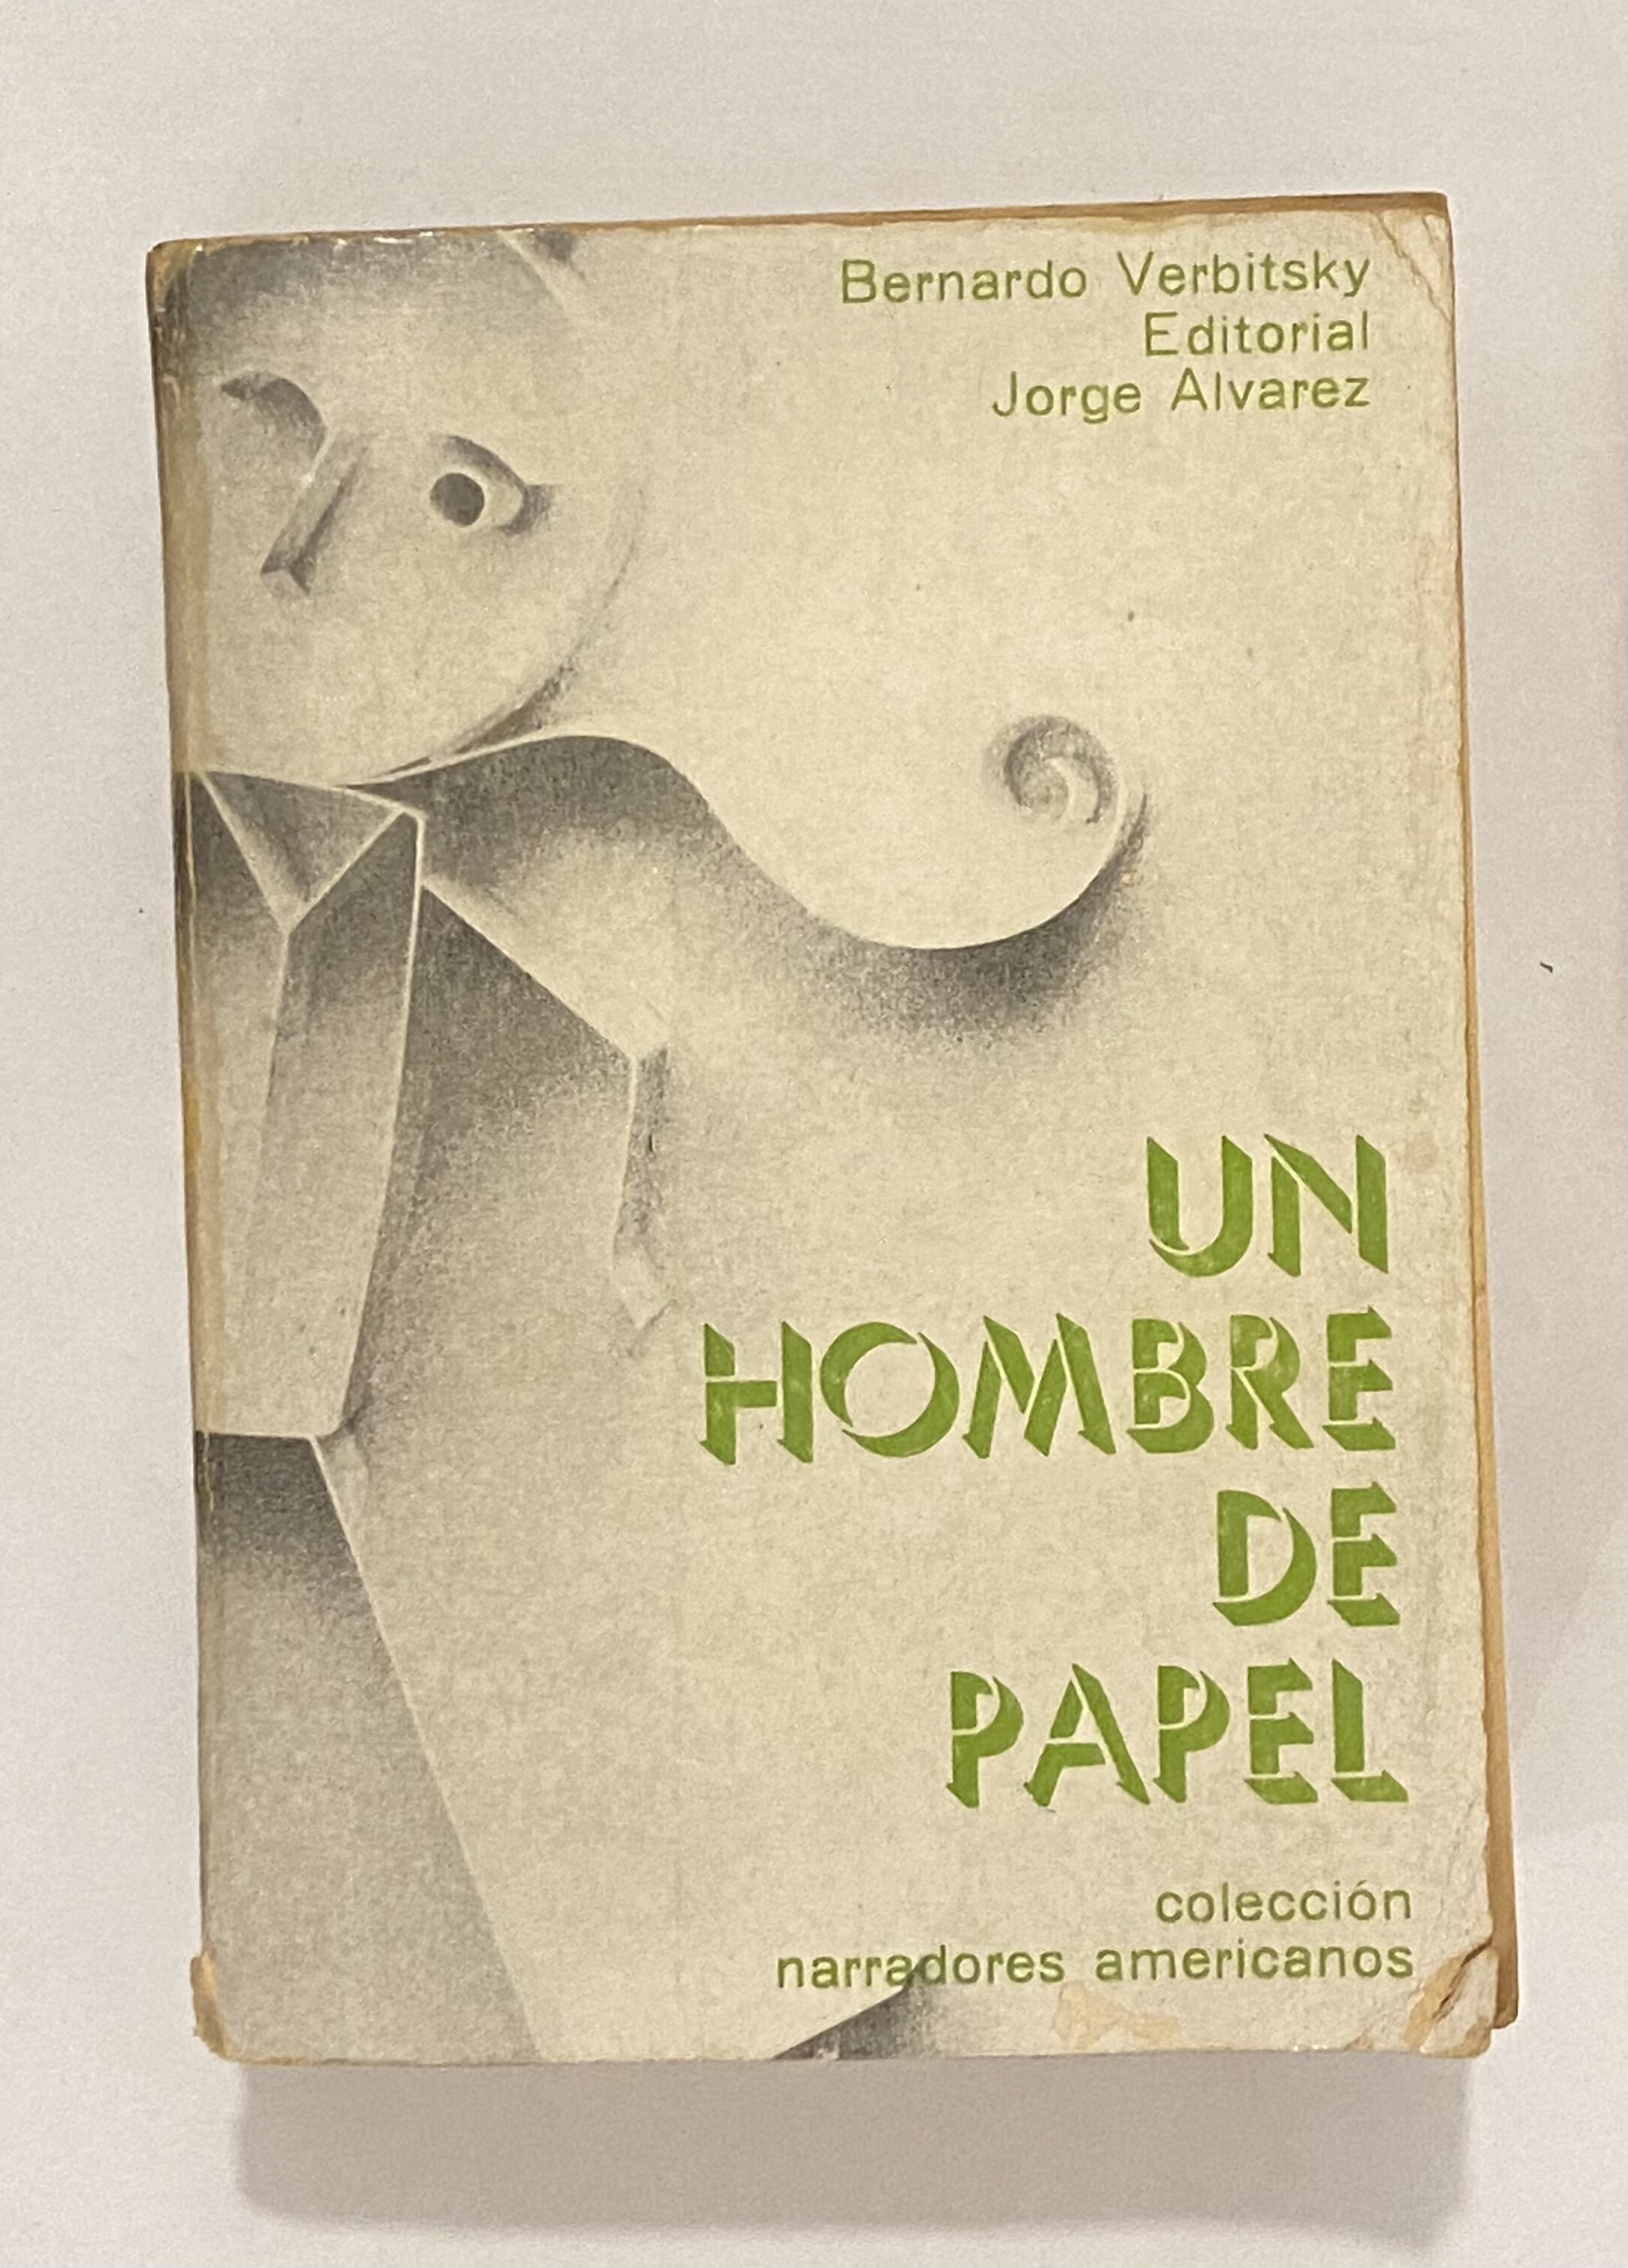 Bernardo Verbitsky
Editorial
Jorge Alvarez
UN
HOMBRE
DE
PAPEL
colección
narradores americanos